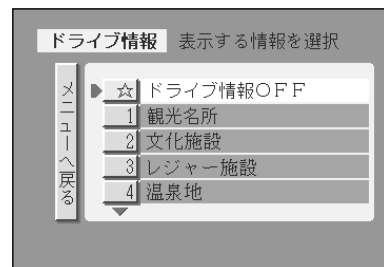 ドライブ情報 表示する情報を選択
メニューへ戻る
☆ ドライブ情報OFF
1 観光名所
2 文化施設
3 レジャー施設
4 温泉地